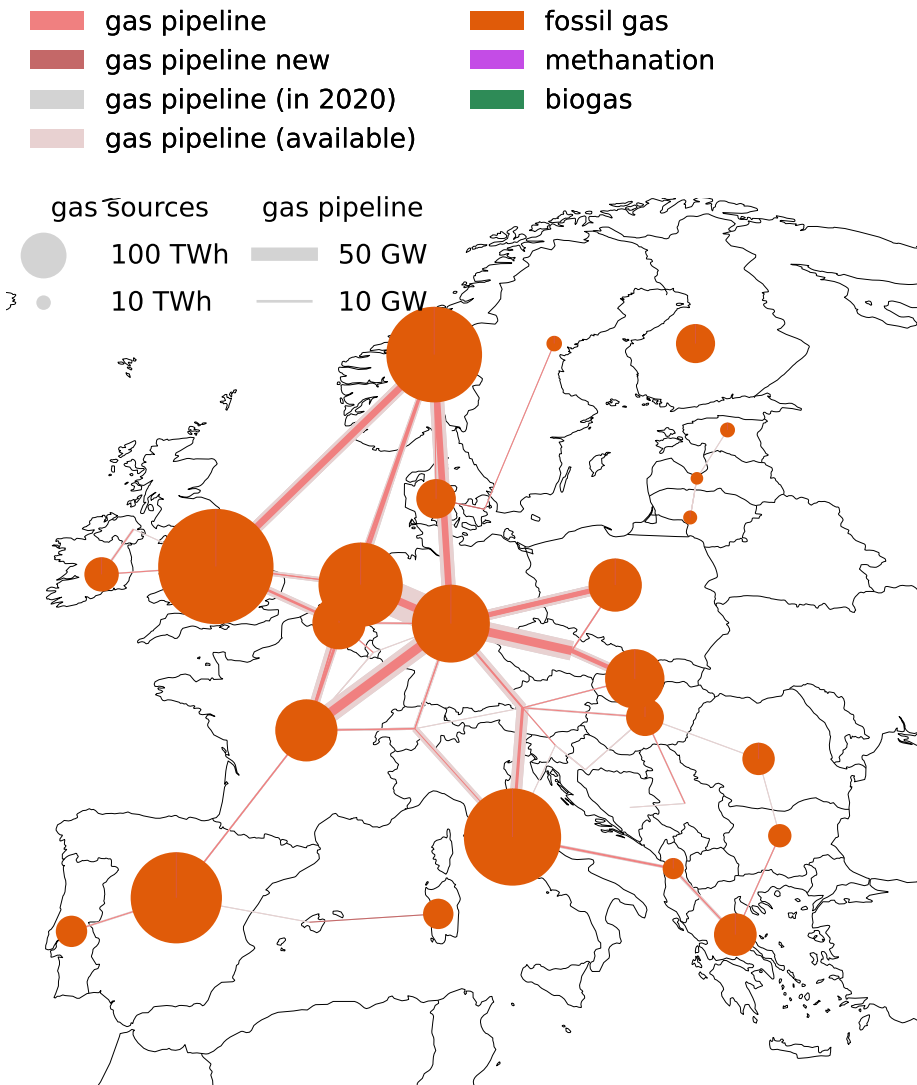 gas pipeline
gas pipeline new
gas pipeline (in 2020)
gas pipeline (available)
fossil gas
methanation
biogas
gas sources
100 TWh
10 TWh
gas pipeline
50 GW
10 GW